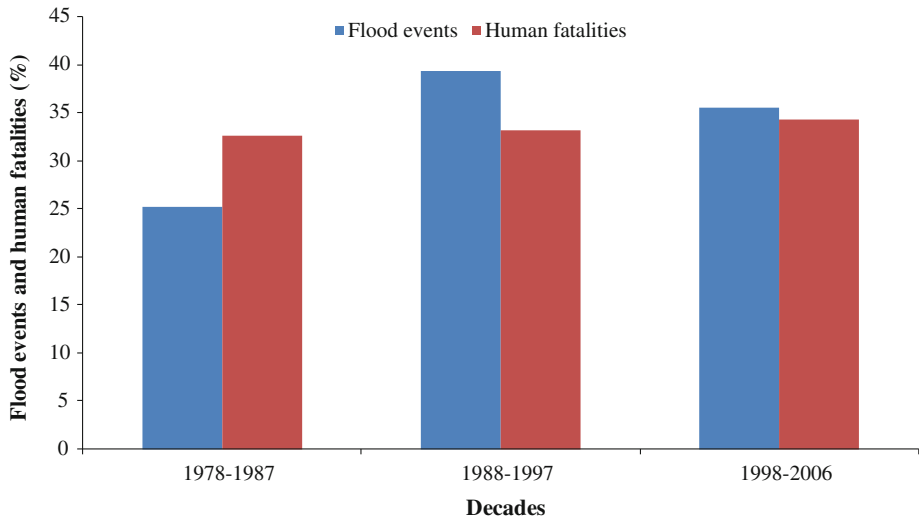 Flood events Human fatalities
Flood events and human fatalities (%)
45
40
35
30
25
20
15
10
5
0
1978-1987 1988-1997 1998-2006
Decades